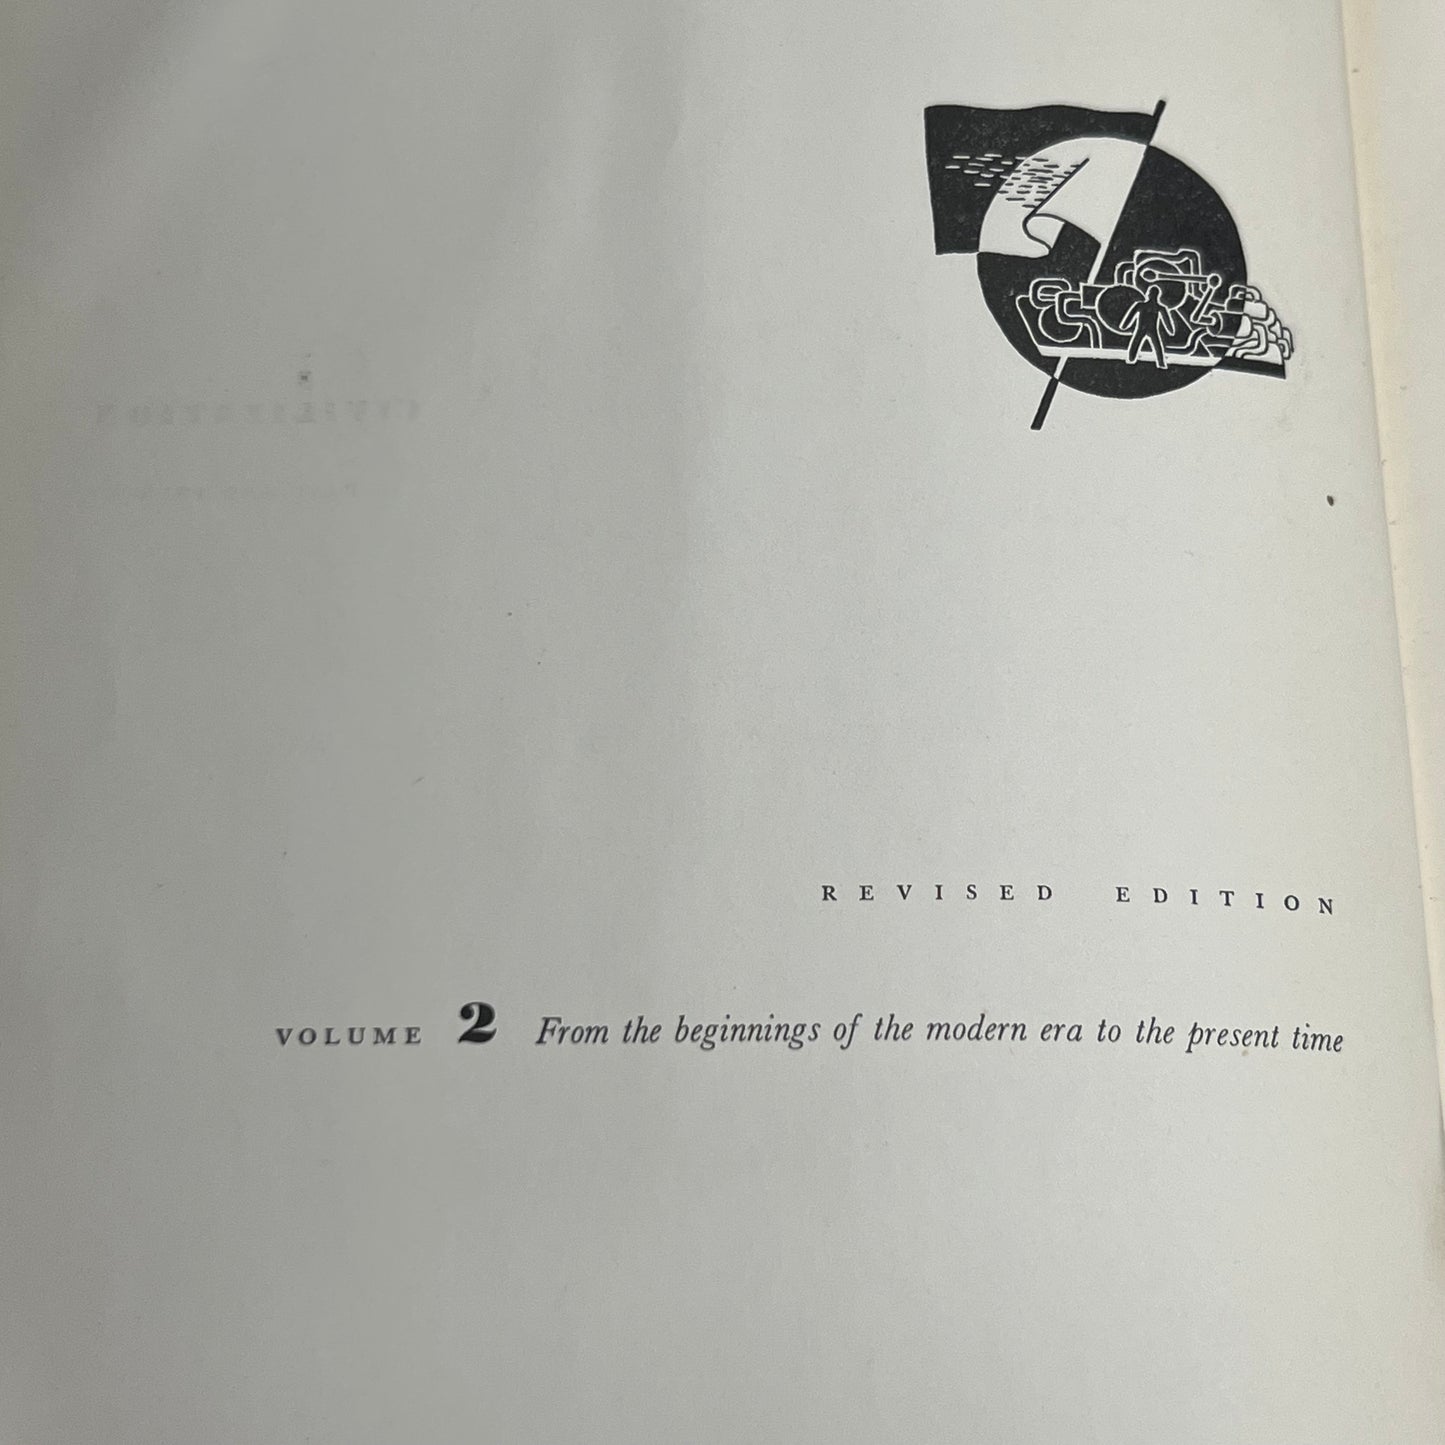 REVISED EDITION
VOLUME 2 From the beginnings of the modern era to the present time